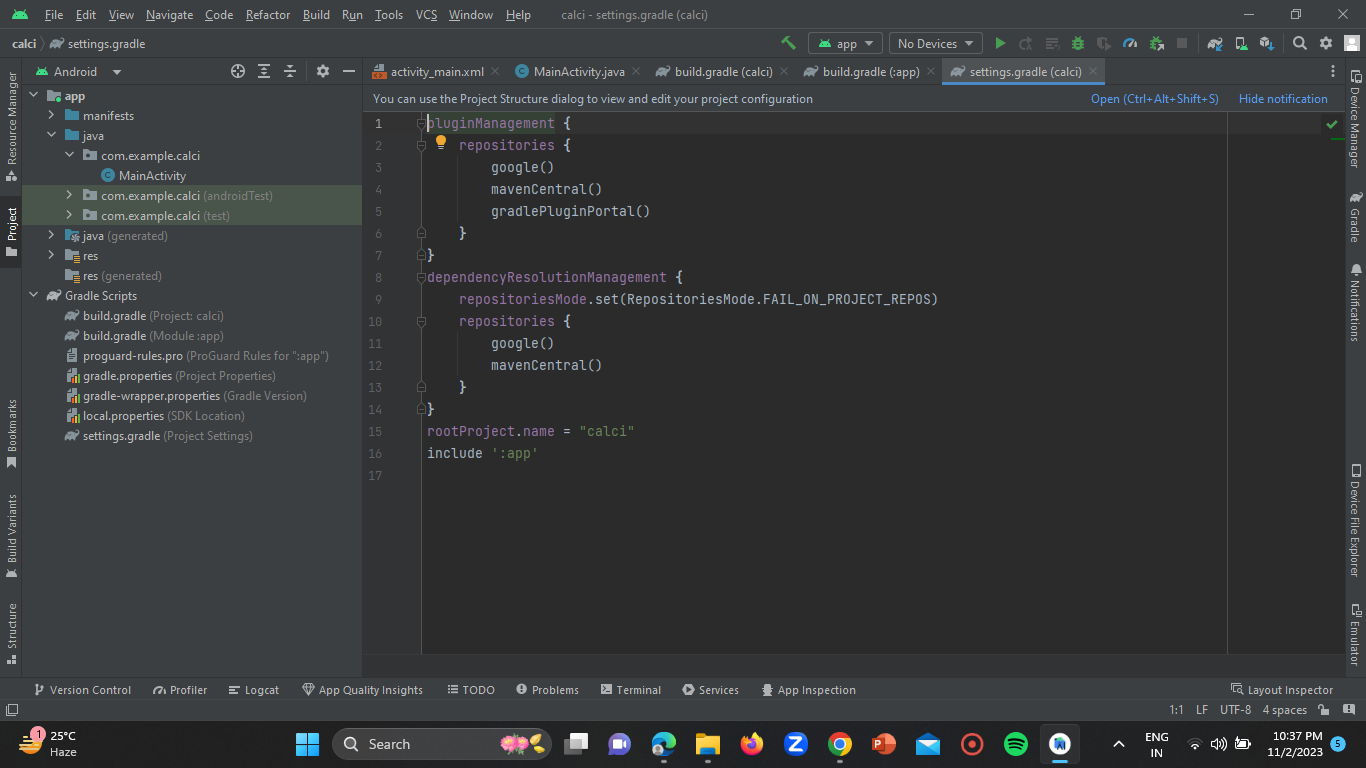 File Edit View Navigate Code Refactor Build Run Tools VCS Window Help calci - settings.gradle (calci)
calci settings.gradle app No Devices
Android
activity_main.xml MainActivity.java build.gradle (calci) build.gradle (:app) settings.gradle (calci)
You can use the Project Structure dialog to view and edit your project configuration Open (Ctrl+Alt+Shift+S) Hide notification
Resource Manager
Project
Bookmarks
Build Variants
Structure
app
manifests
java
com.example.calci
MainActivity
com.example.calci (androidTest)
com.example.calci (test)
java (generated)
res
res (generated)
Gradle Scripts
build.gradle (Project: calci)
build.gradle (Module :app)
proguard-rules.pro (ProGuard Rules for ":app")
gradle.properties (Project Properties)
gradle-wrapper.properties (Gradle Version)
local.properties (SDK Location)
settings.gradle (Project Settings)
1 pluginManagement {
2 repositories {
3 google()
4 mavenCentral()
5 gradlePluginPortal()
6 }
7 }
8 dependencyResolutionManagement {
9 repositoriesMode.set(RepositoriesMode.FAIL_ON_PROJECT_REPOS)
10 repositories {
11 google()
12 mavenCentral()
13 }
14 }
15 rootProject.name = "calci"
16 include ':app'
17
Device Manager
Gradle
Notifications
Device File Explorer
Emulator
Version Control Profiler Logcat App Quality Insights TODO Problems Terminal Services App Inspection Layout Inspector
1:1 LF UTF-8 4 spaces
1 25°C
Haze
Search
ENG
IN
10:37 PM
11/2/2023
5